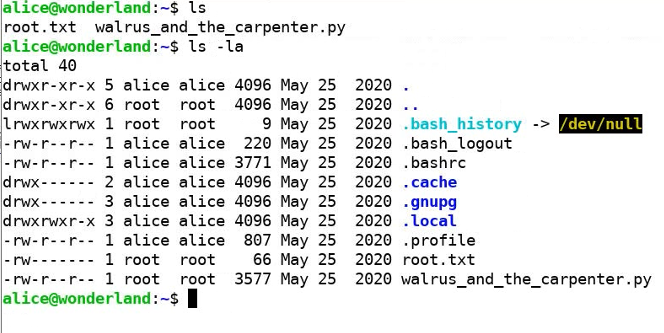 alice@wonderland:~$ ls
root.txt  walrus_and_the_carpenter.py
alice@wonderland:~$ ls -la
total 40
drwxr-xr-x 5 alice alice 4096 May 25  2020 .
drwxr-xr-x 6 root  root  4096 May 25  2020 ..
lrwxrwxrwx 1 root  root     9 May 25  2020 .bash_history -> /dev/null
-rw-r--r-- 1 alice alice  220 May 25  2020 .bash_logout
-rw-r--r-- 1 alice alice 3771 May 25  2020 .bashrc
drwx------ 2 alice alice 4096 May 25  2020 .cache
drwx------ 3 alice alice 4096 May 25  2020 .gnupg
drwxrwxr-x 3 alice alice 4096 May 25  2020 .local
-rw-r--r-- 1 alice alice  807 May 25  2020 .profile
-rw------- 1 root  root    66 May 25  2020 root.txt
-rw-r--r-- 1 root  root  3577 May 25  2020 walrus_and_the_carpenter.py
alice@wonderland:~$